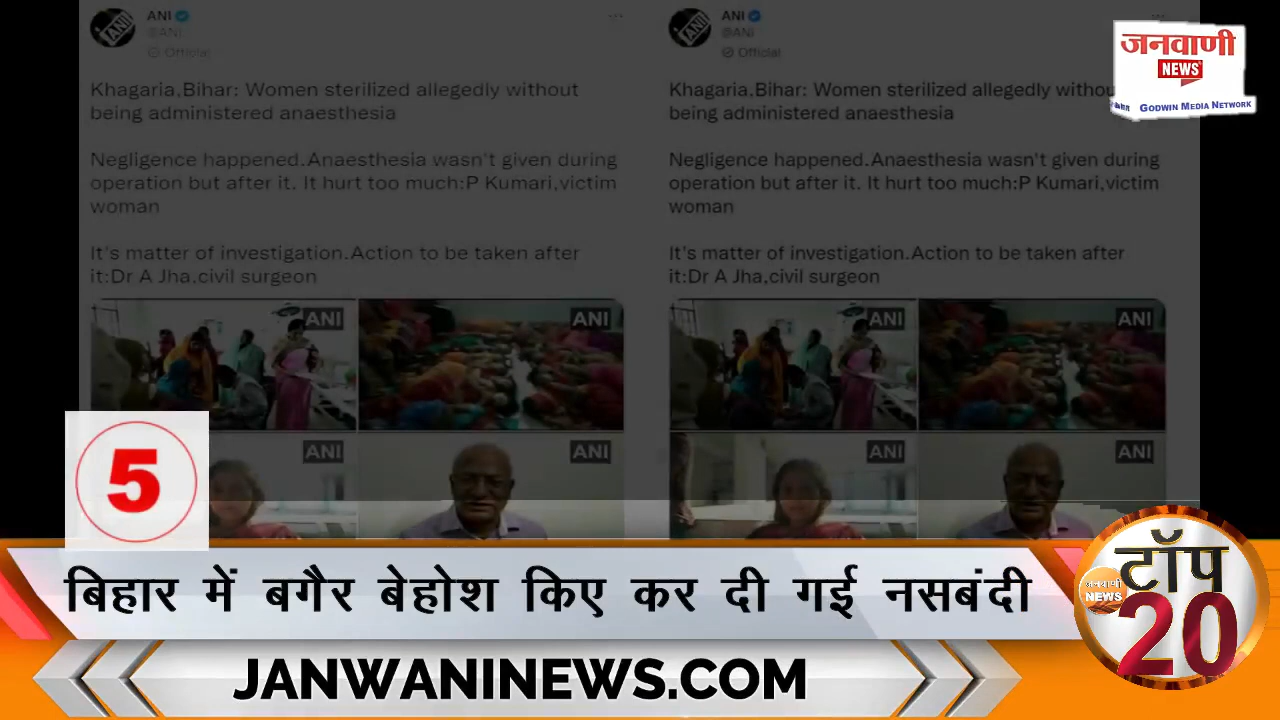 ANI
@ANI
Official
Khagaria,Bihar: Women sterilized allegedly without
being administered anaesthesia
Negligence happened.Anaesthesia wasn't given during
operation but after it. It hurt too much:P Kumari,victim
woman
It's matter of investigation.Action to be taken after
it:Dr A Jha,civil surgeon
ANI
ANI
ANI
ANI
ANI
@ANI
Official
Khagaria,Bihar: Women sterilized allegedly
being administered anaesthesia
Negligence happened.Anaesthesia wasn't given during
operation but after it. It hurt too much:P Kumari,victim
woman
It's matter of investigation.Action to be taken after
it:Dr A Jha,civil surgeon
ANI
ANI
ANI
ANI
जनवाणी
NEWS
GODWIN MEDIA NETWORK
5
बिहार में बगैर बेहोश किए कर दी गई नसबंदी
JANWANINEWS.COM
टॉप
जनवाणी
NEWS
20